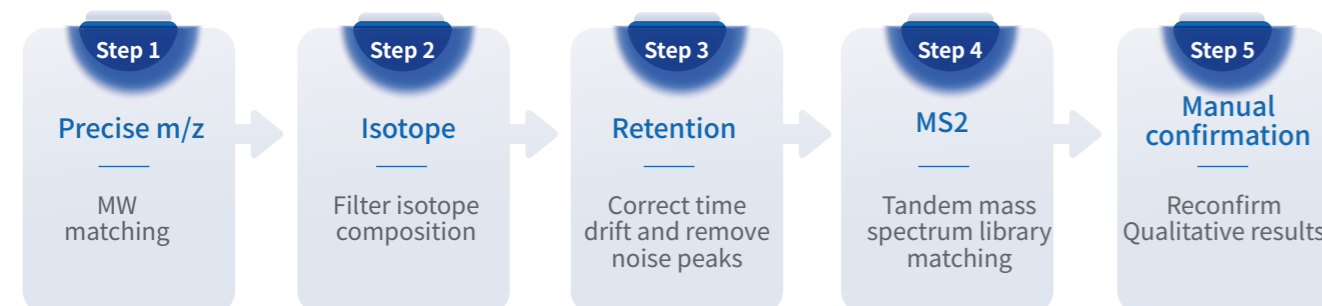 Step 1
Precise m/z
MW
matching
Step 2
Isotope
Filter isotope
composition
Step 3
Retention
Correct time
drift and remove
noise peaks
Step 4
MS2
Tandem mass
spectrum library
matching
Step 5
Manual
confirmation
Reconfirm
Qualitative results